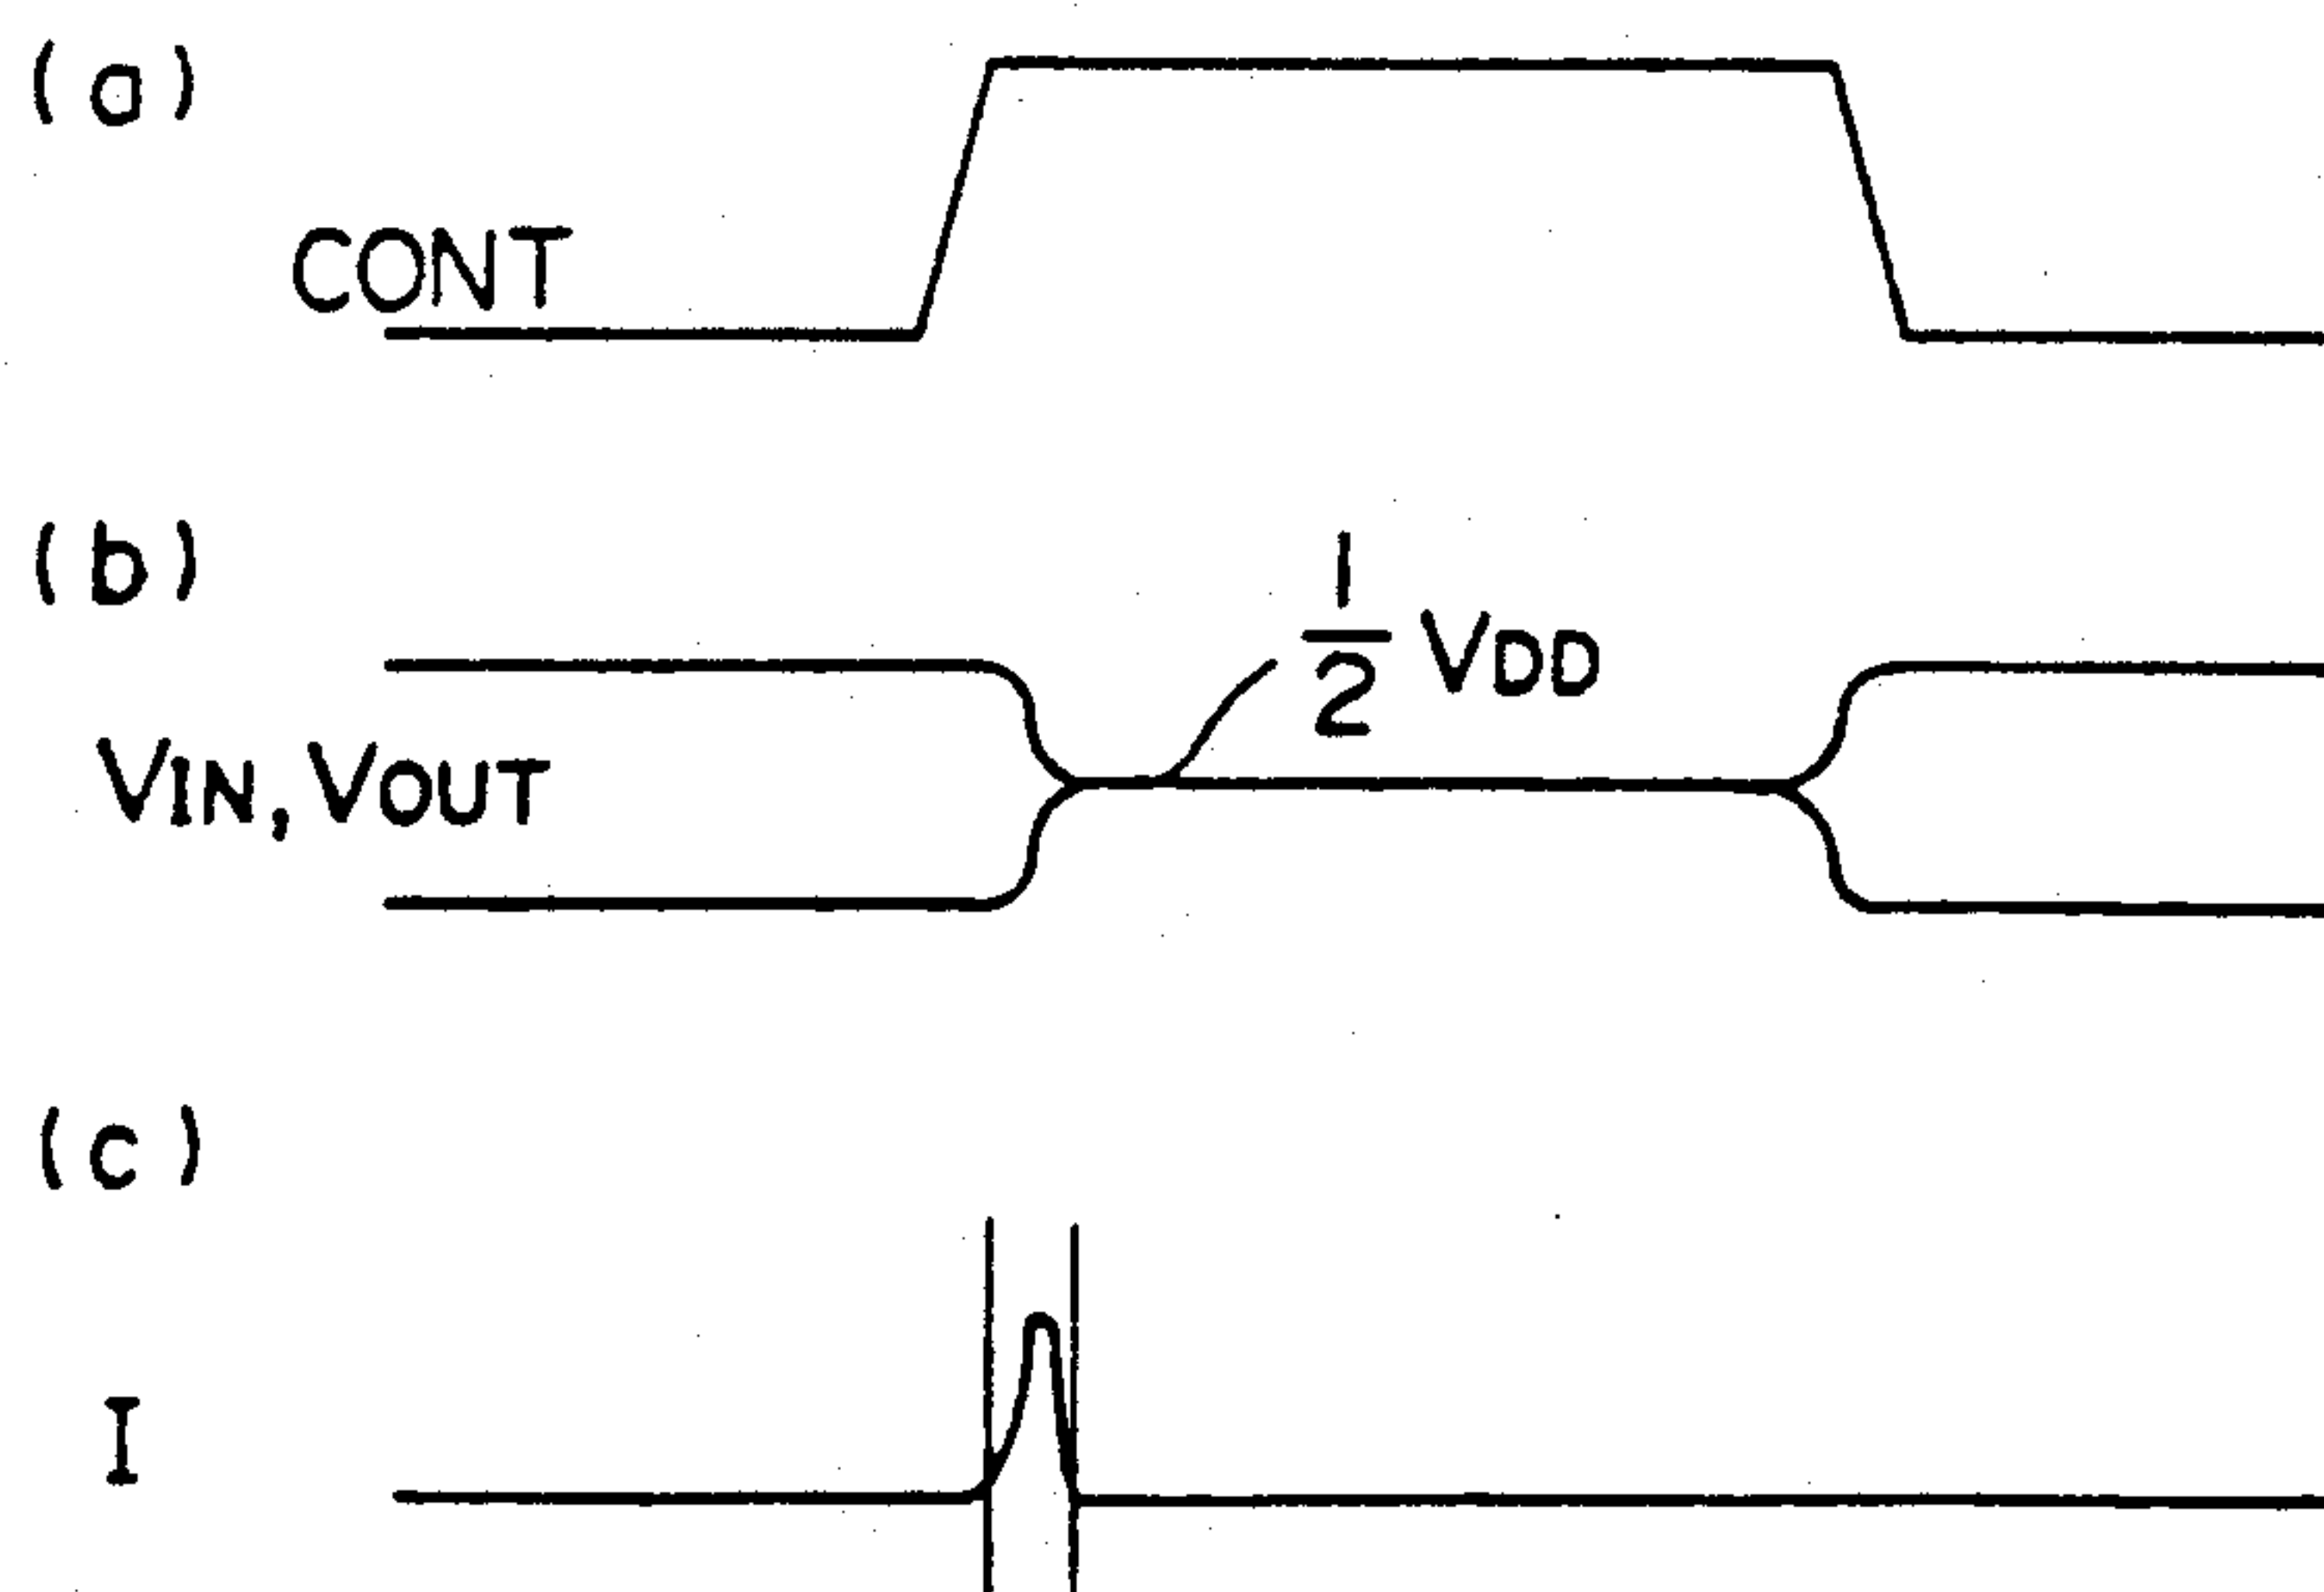 (a)
CONT
(b)
1/2 VDD
VIN, VOUT
(c)
I